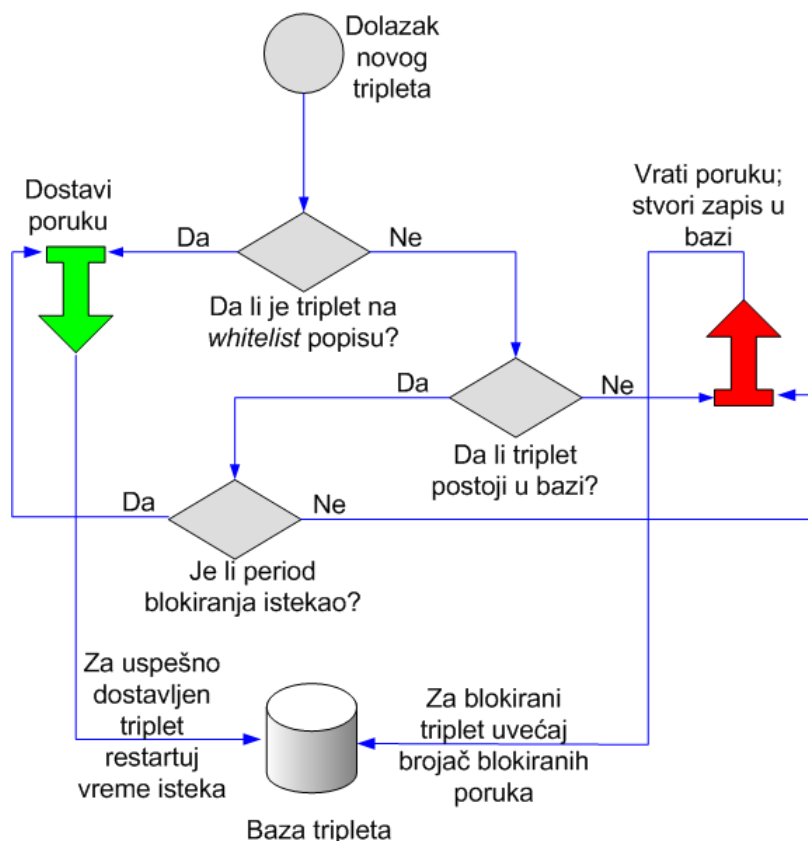 Dolazak
novog
tripleta
Dostavi
poruku
Vrati poruku;
stvori zapis u
bazi
Da
Ne
Da li je triplet na
whitelist popisu?
Da
Ne
Da li triplet
postoji u bazi?
Da
Ne
Je li period
blokiranja istekao?
Za uspešno
dostavljen
triplet
restartuj
vreme isteka
Za blokirani
triplet uvećaj
brojač blokiranih
poruka
Baza tripleta